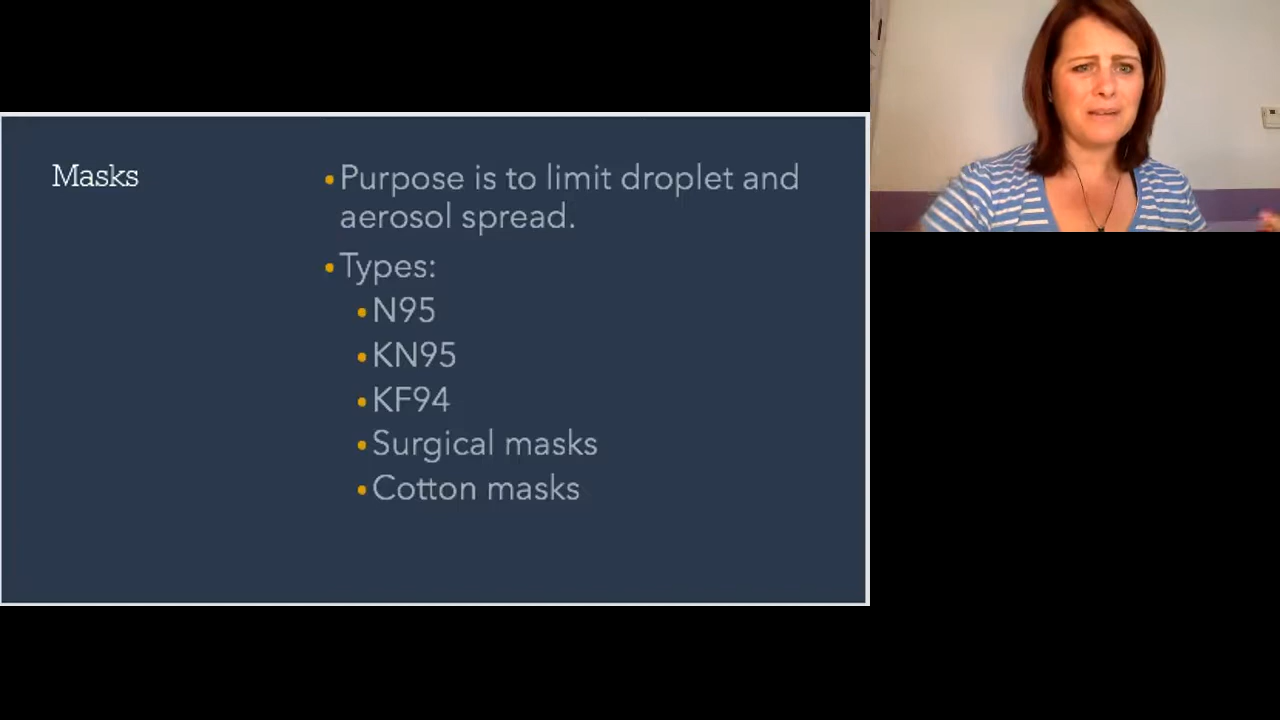 Masks
• Purpose is to limit droplet and
aerosol spread.
• Types:
• N95
• KN95
• KF94
• Surgical masks
• Cotton masks